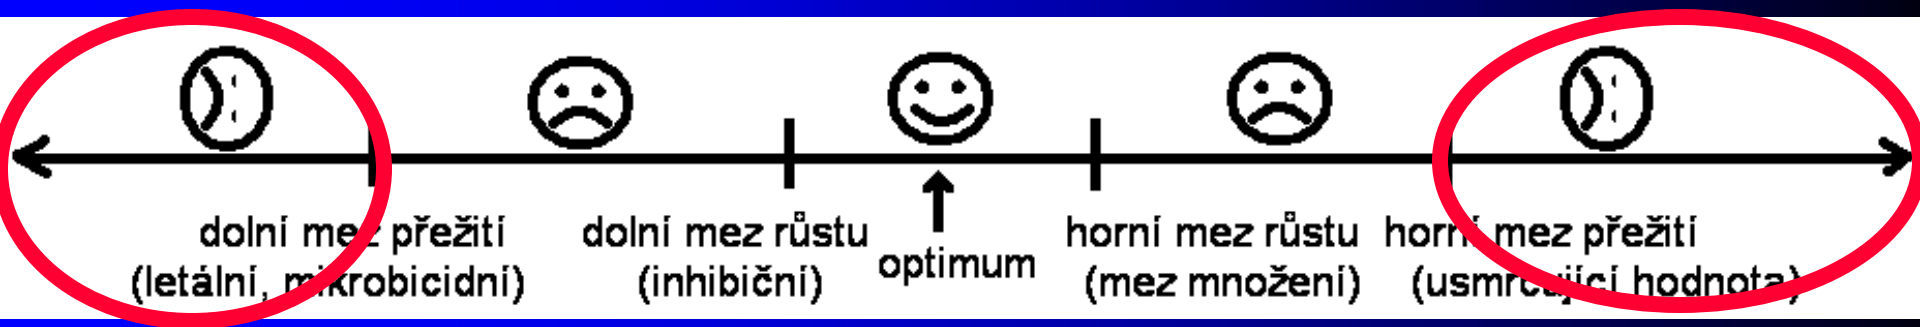 dolní mez přežití
(letální, mikrobicidní)
dolní mez růstu
(inhibiční)
optimum
horní mez růstu
(mez množení)
horní mez přežití
(usmrcující hodnota)